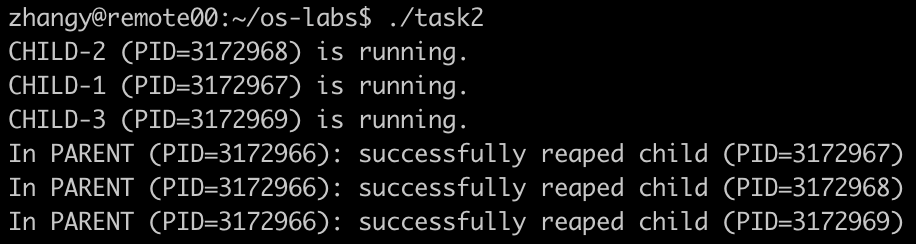 zhangy@remote00:~/os-labs$ ./task2
CHILD-2 (PID=3172968) is running.
CHILD-1 (PID=3172967) is running.
CHILD-3 (PID=3172969) is running.
In PARENT (PID=3172966): successfully reaped child (PID=3172967)
In PARENT (PID=3172966): successfully reaped child (PID=3172968)
In PARENT (PID=3172966): successfully reaped child (PID=3172969)